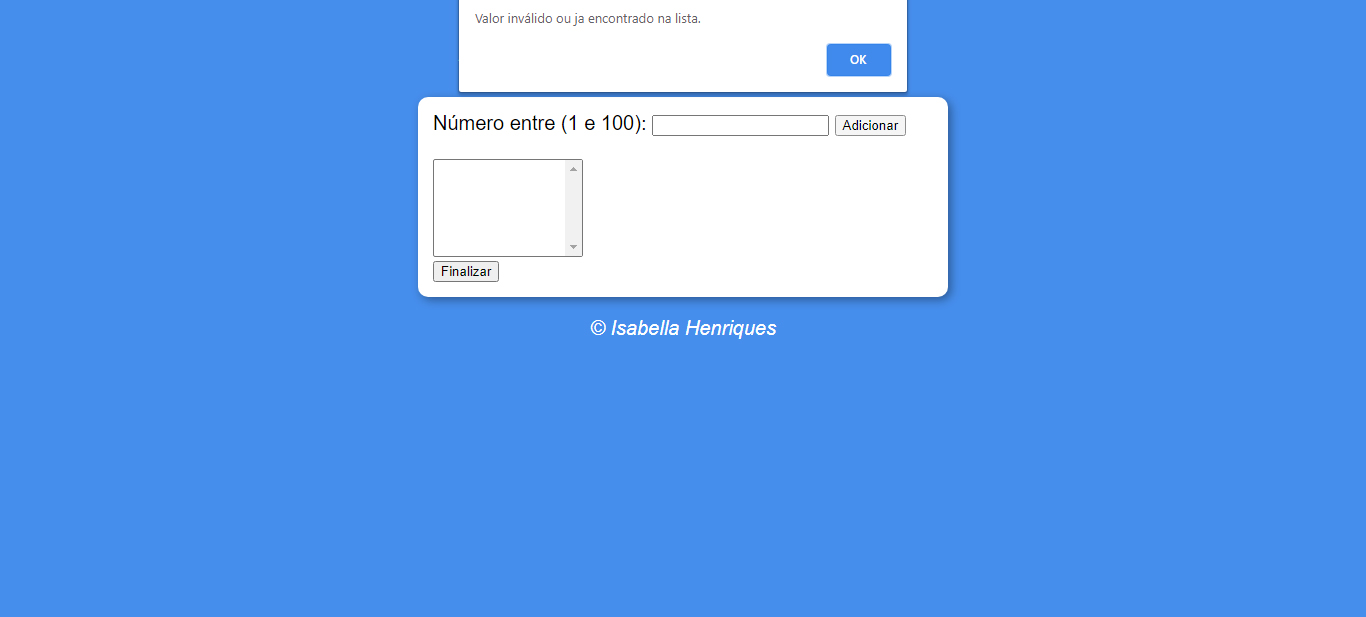 Valor inválido ou ja encontrado na lista.
OK
Número entre (1 e 100): Adicionar
Finalizar
© Isabella Henriques